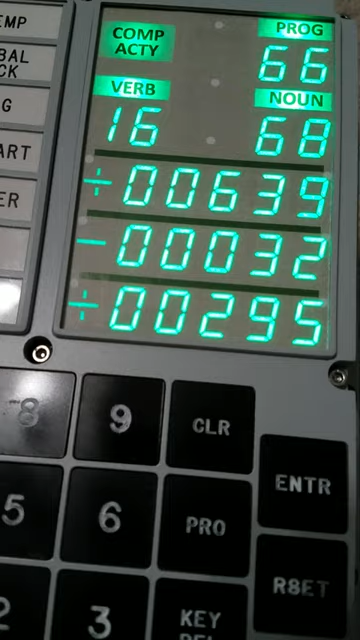 EMP
COMP
ACTY
PROG
66
BAL
CK
VERB
NOUN
G
16
68
ART
+00639
ER
-00032
+00295
8
9
CLR
ENTR
5
6
PRO
RSET
2
3
KEY
REL